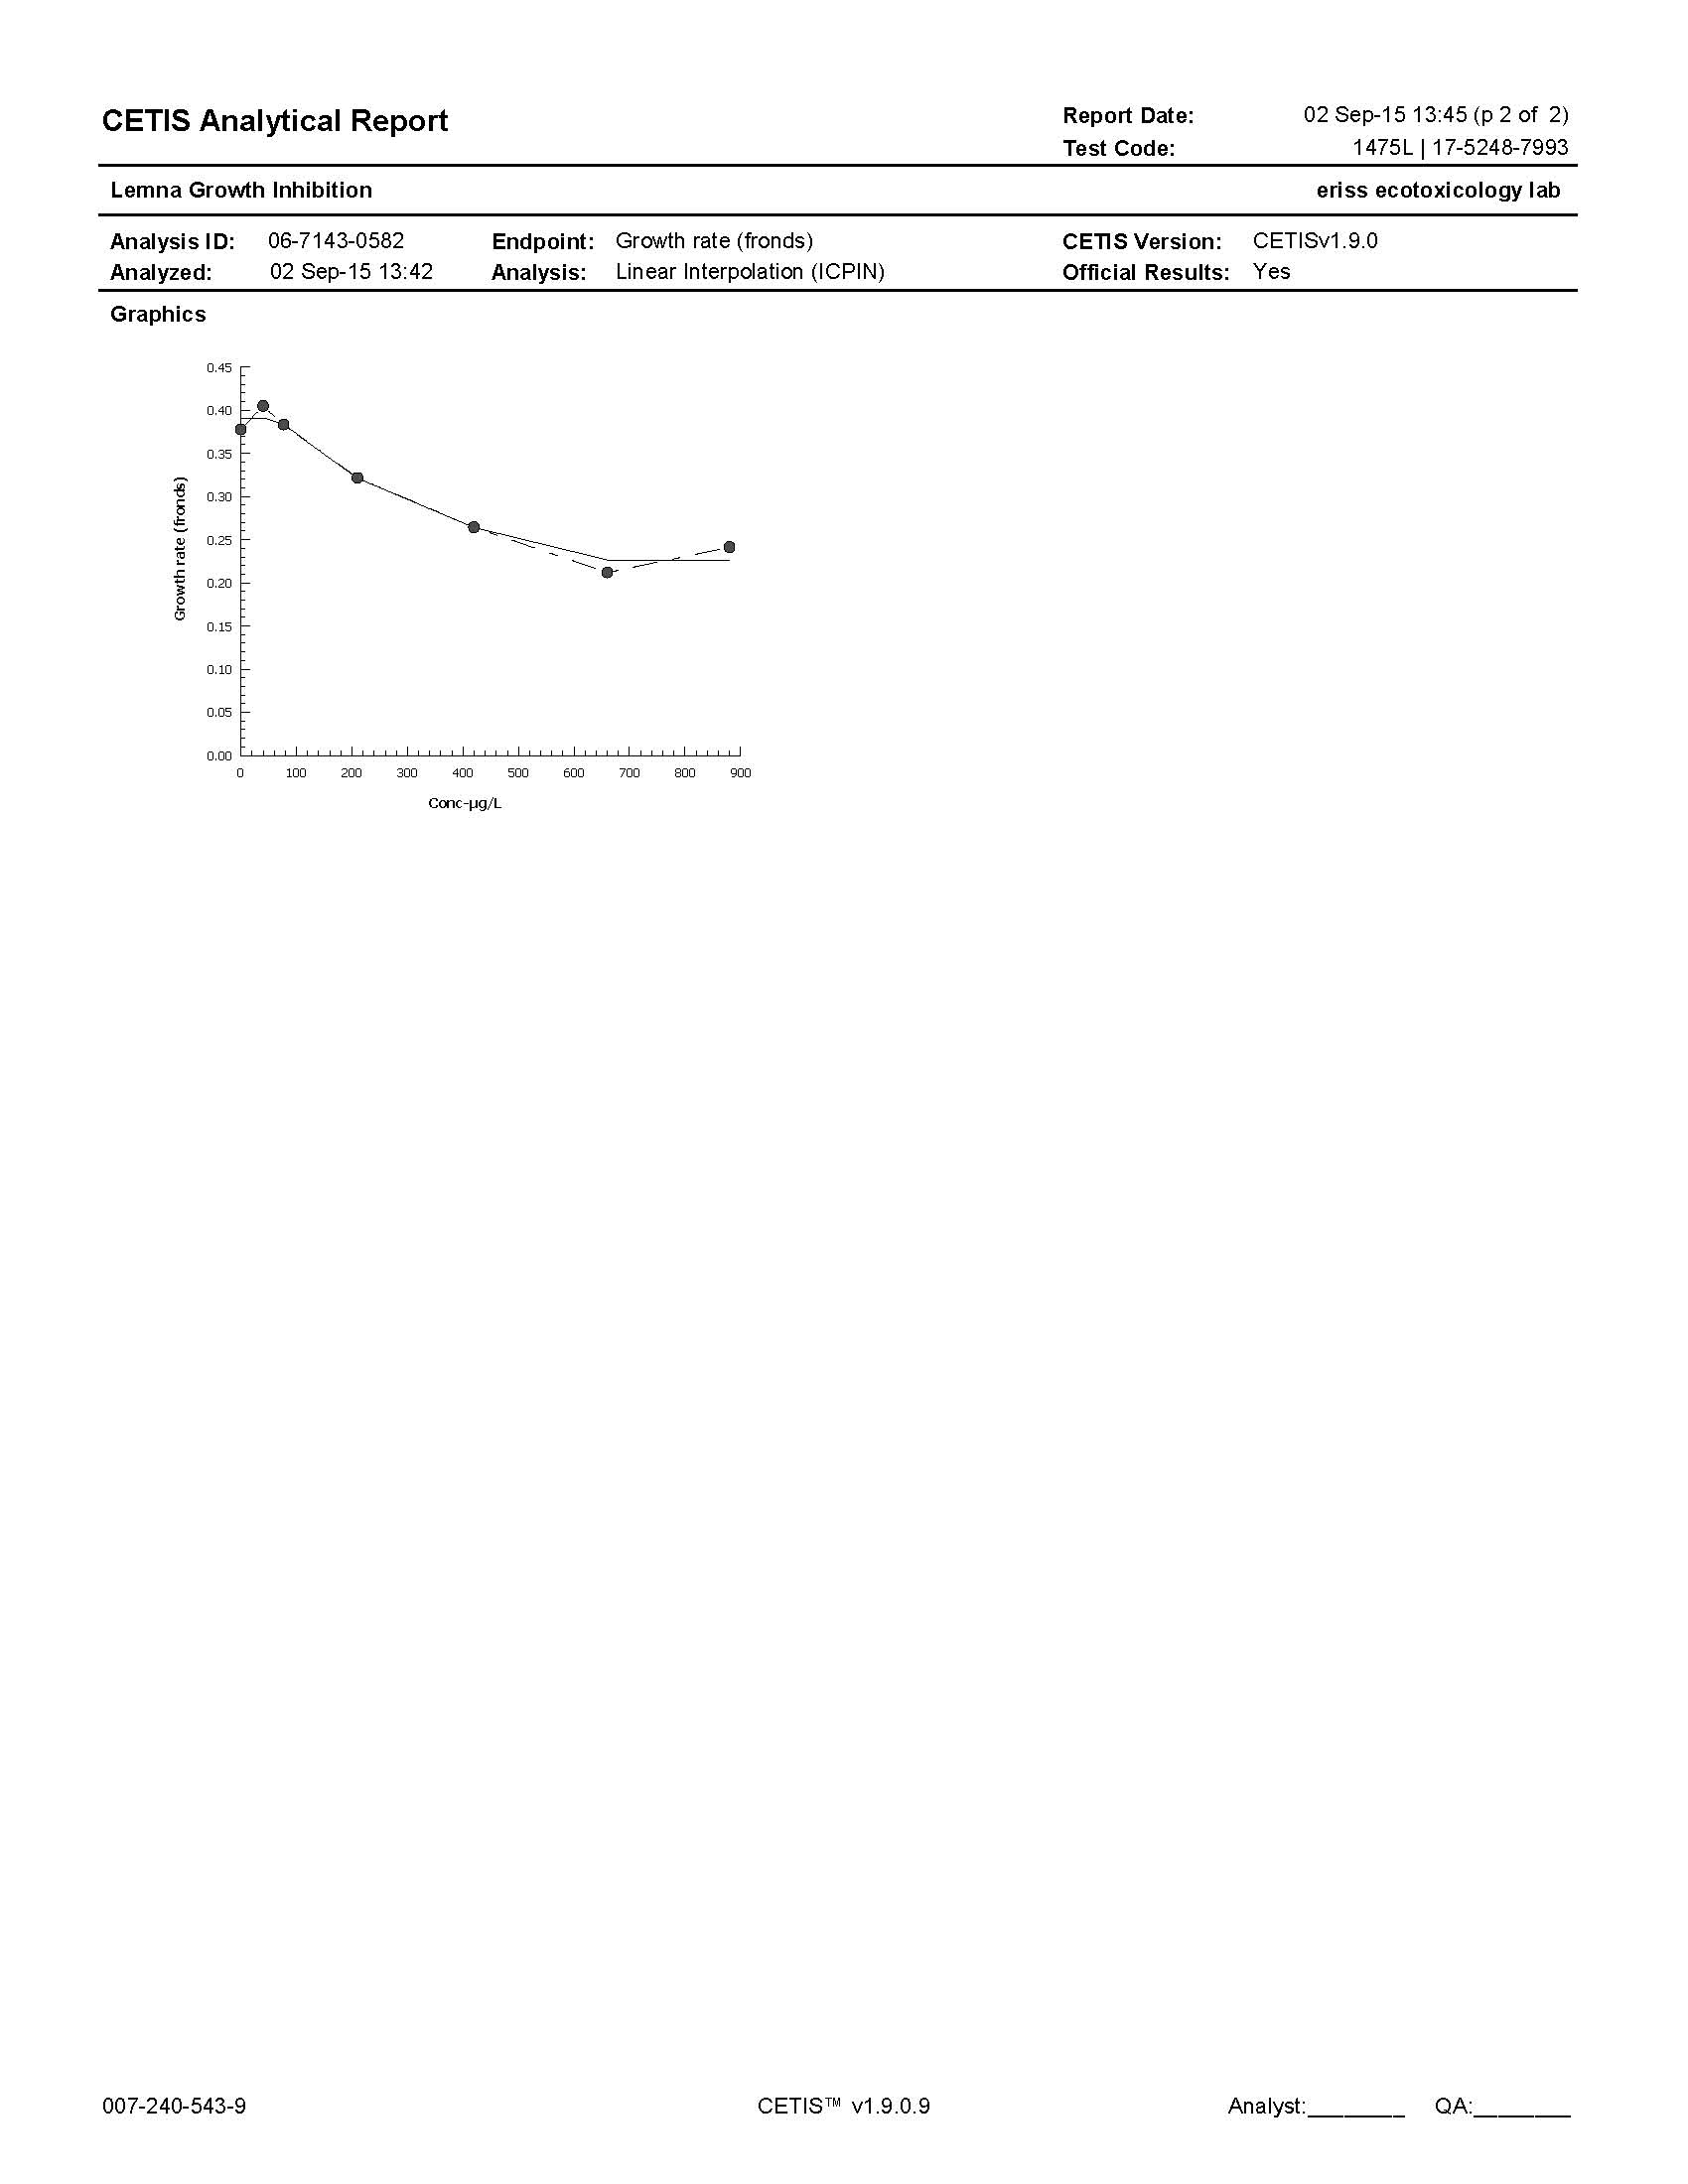 CETIS Analytical Report
Report Date: 02 Sep-15 13:45 (p 2 of 2)
Test Code: 1475L | 17-5248-7993
Lemna Growth Inhibition eriss ecotoxicology lab
Analysis ID: 06-7143-0582 Endpoint: Growth rate (fronds) CETIS Version: CETISv1.9.0
Analyzed: 02 Sep-15 13:42 Analysis: Linear Interpolation (ICPIN) Official Results: Yes
Graphics
0.45
0.40
0.35
0.30
0.25
0.20
0.15
0.10
0.05
0.00
Growth rate (fronds)
0 100 200 300 400 500 600 700 800 900
Conc-µg/L
007-240-543-9 CETIS™ v1.9.0.9 Analyst:________ QA:________